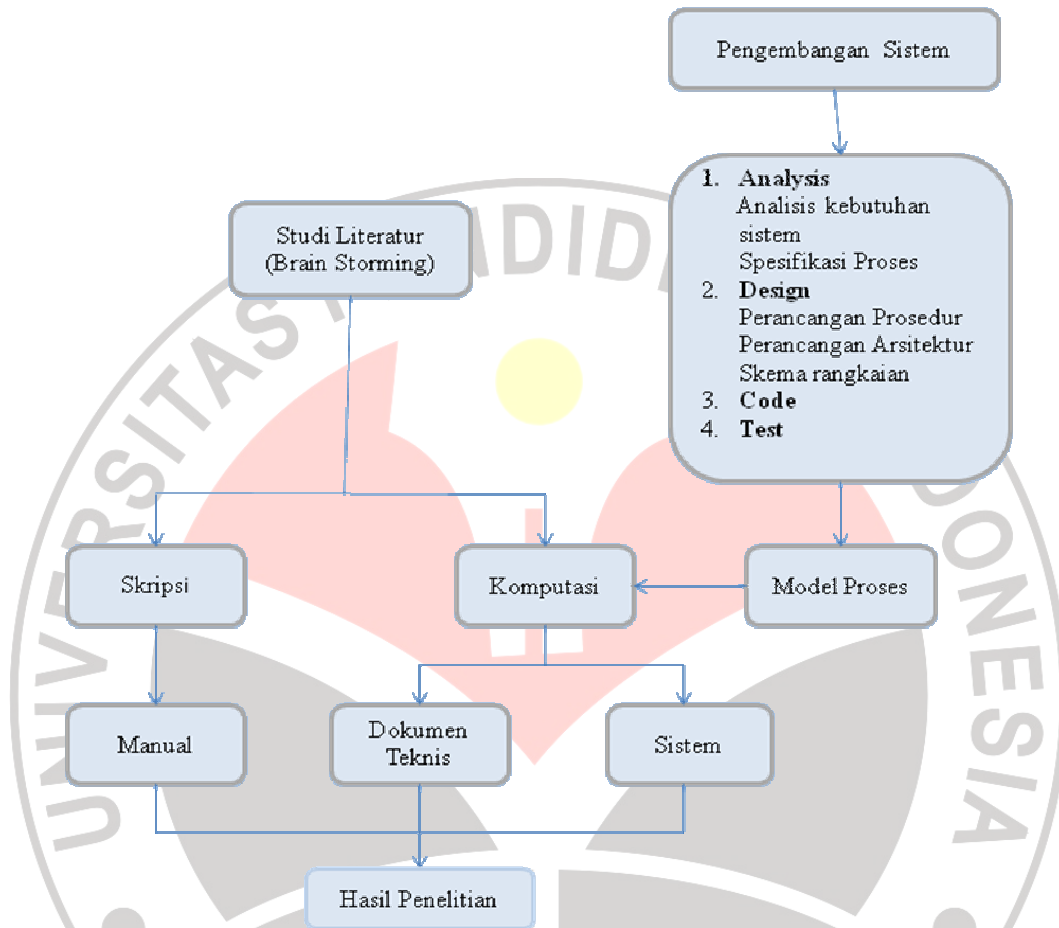 Pengembangan Sistem
1. Analysis
Analisis kebutuhan
sistem
Spesifikasi Proses
2. Design
Perancangan Prosedur
Perancangan Arsitektur
Skema rangkaian
3. Code
4. Test
Studi Literatur
(Brain Storming)
Skripsi
Komputasi
Model Proses
Manual
Dokumen
Teknis
Sistem
Hasil Penelitian
UNIVERSITAS